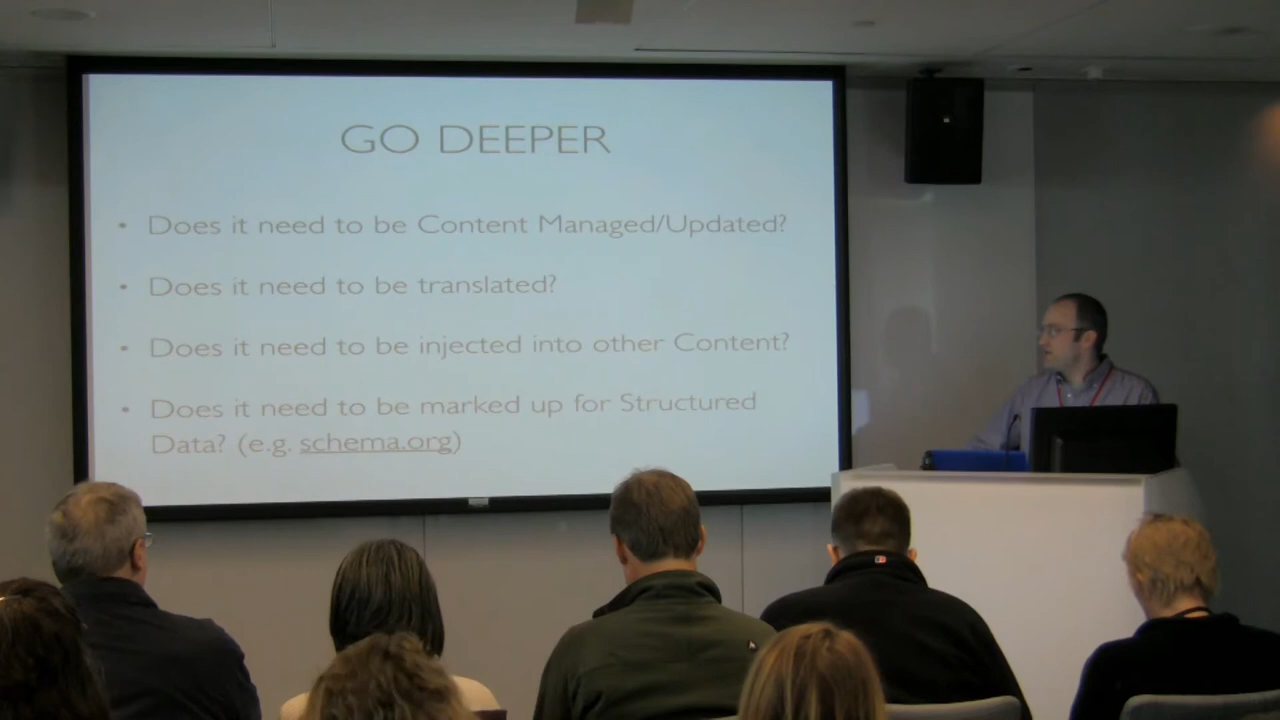 GO DEEPER
• Does it need to be Content Managed/Updated?
• Does it need to be translated?
• Does it need to be injected into other Content?
• Does it need to be marked up for Structured
Data? (e.g. schema.org)